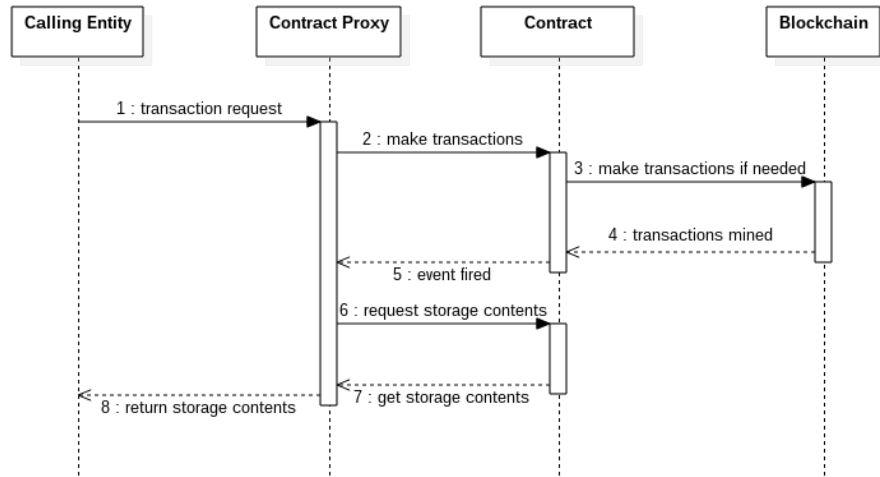 Calling Entity
Contract Proxy
Contract
Blockchain
1 : transaction request
2 : make transactions
3 : make transactions if needed
4 : transactions mined
5 : event fired
6 : request storage contents
7 : get storage contents
8 : return storage contents